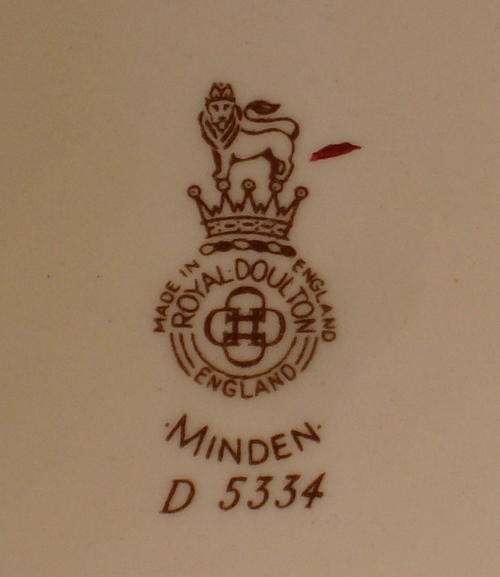 MADE IN ENGLAND
ROYAL·DOULTON
ENGLAND
·MINDEN·
D 5334